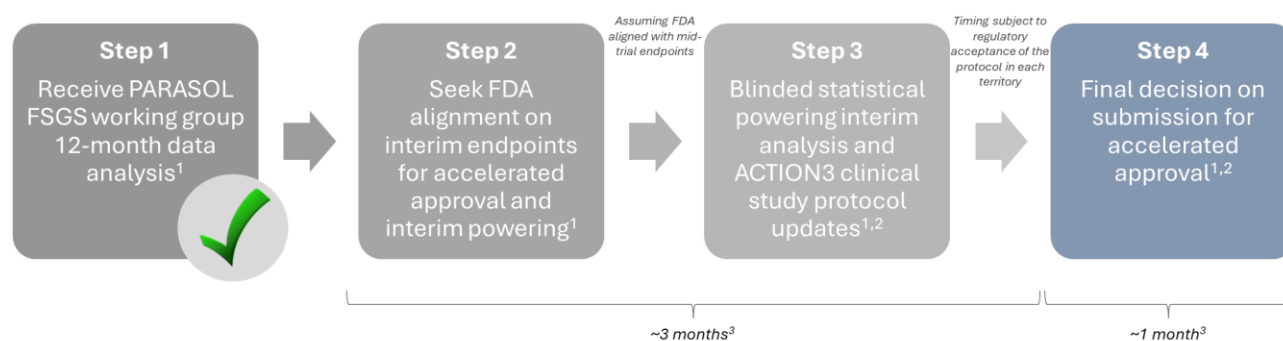 Step 1
Receive PARASOL
FSGS working group
12-month data
analysis¹
Step 2
Seek FDA
alignment on
interim endpoints
for accelerated
approval and
interim powering¹
Assuming FDA
aligned with mid-
trial endpoints
Step 3
Blinded statistical
powering interim
analysis and
ACTION3 clinical
study protocol
updates¹,²
Timing subject to
regulatory
acceptance of the
protocol in each
territory
Step 4
Final decision on
submission for
accelerated
approval¹,²
~3 months³
~1 month³